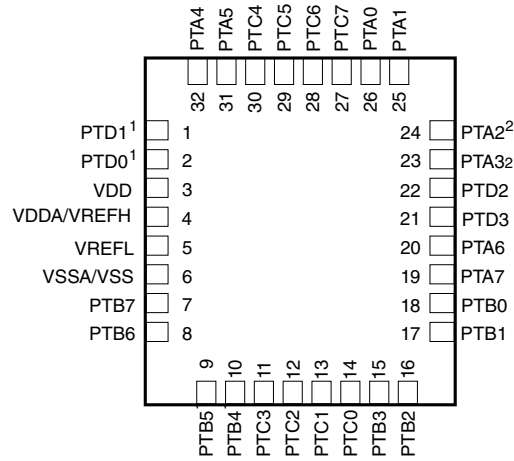 PTA4 PTA5 PTC4 PTC5 PTC6 PTC7 PTA0 PTA1
32 31 30 29 28 27 26 25
PTD1¹ 1 24 PTA2²
PTD0¹ 2 23 PTA32
VDD 3 22 PTD2
VDDA/VREFH 4 21 PTD3
VREFL 5 20 PTA6
VSSA/VSS 6 19 PTA7
PTB7 7 18 PTB0
PTB6 8 17 PTB1
9 10 11 12 13 14 15 16
PTB5 PTB4 PTC3 PTC2 PTC1 PTC0 PTB3 PTB2